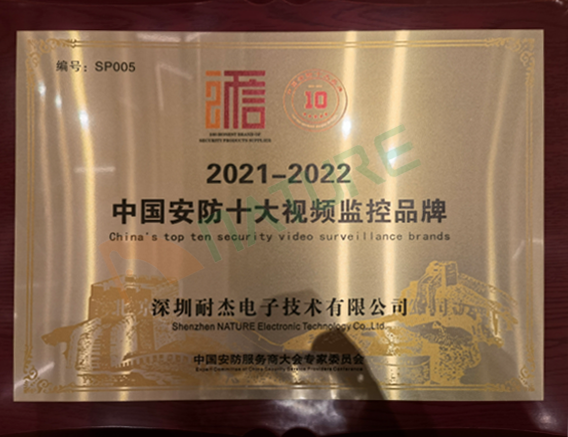 编号：SP005
10
2021-2022
中国安防十大视频监控品牌
China's top ten security video surveillance brands
NATURE
深圳耐杰电子技术有限公司
Shenzhen NATURE Electronic Technology Co.,Ltd.
中国安防服务商大会专家委员会